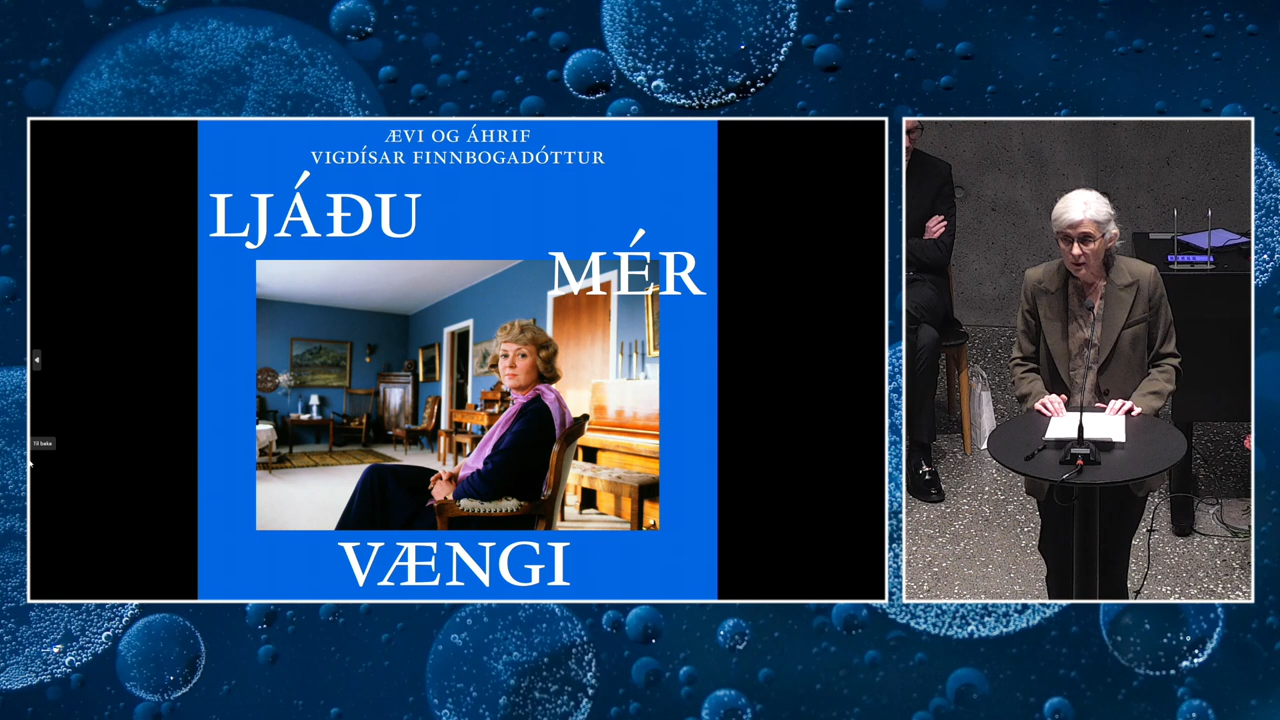 ÆVI OG ÁHRIF
VIGDÍSAR FINNBOGADÓTTUR
LJÁÐU
MÉR
VÆNGI
Til baka